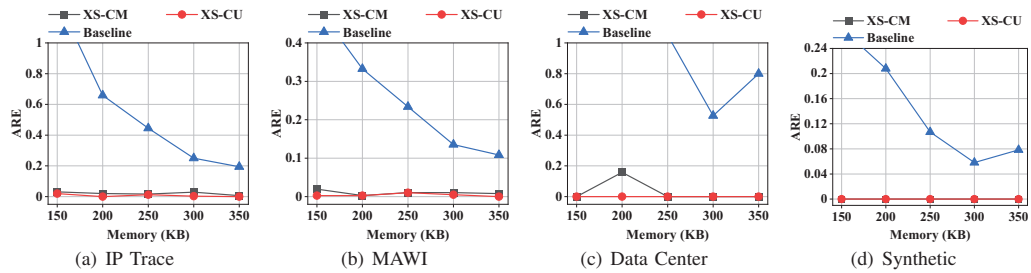 XS-CM XS-CU
Baseline
1
0.8
0.6
0.4
0.2
0
ARE
150 200 250 300 350
Memory (KB)
(a) IP Trace
XS-CM XS-CU
Baseline
0.4
0.3
0.2
0.1
0
ARE
150 200 250 300 350
Memory (KB)
(b) MAWI
XS-CM XS-CU
Baseline
1
0.8
0.6
0.4
0.2
0
ARE
150 200 250 300 350
Memory (KB)
(c) Data Center
XS-CM XS-CU
Baseline
0.24
0.2
0.16
0.12
0.08
0.04
0
ARE
150 200 250 300 350
Memory (KB)
(d) Synthetic